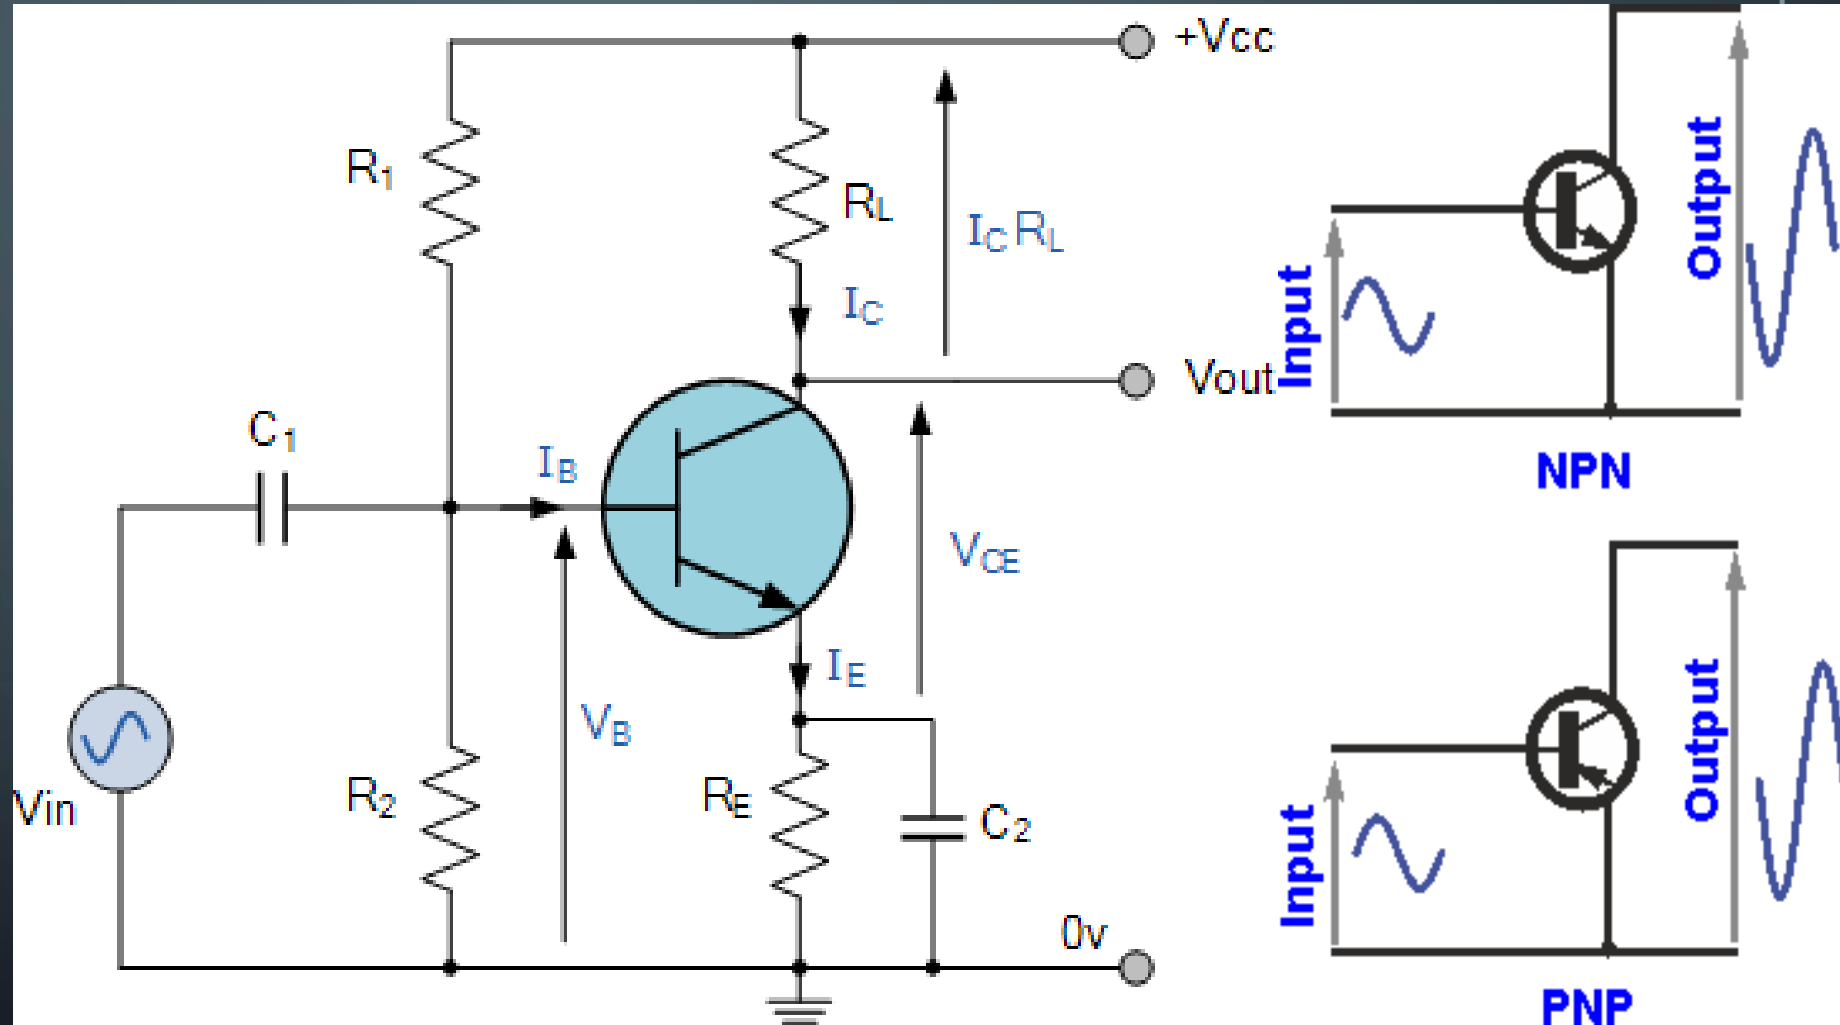 +Vcc
R1
RL
IC RL
IC
Vout
C1
IB
VCE
IE
VB
R2
RE
C2
Vin
0v
Input
Output
NPN
Input
Output
PNP